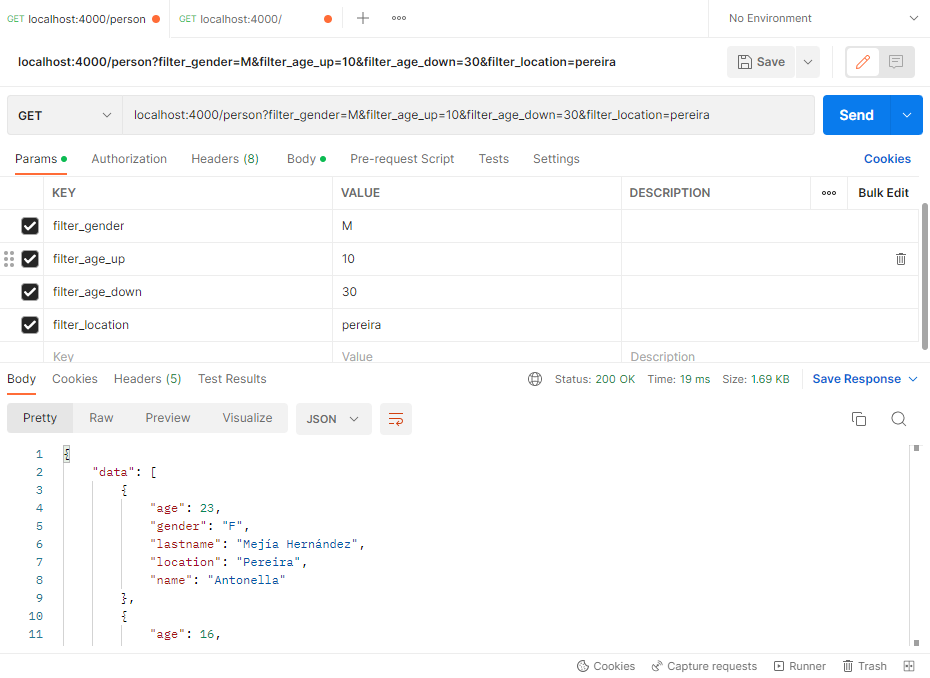 GET localhost:4000/person GET localhost:4000/ No Environment
localhost:4000/person?filter_gender=M&filter_age_up=10&filter_age_down=30&filter_location=pereira Save
GET localhost:4000/person?filter_gender=M&filter_age_up=10&filter_age_down=30&filter_location=pereira Send
Params Authorization Headers (8) Body Pre-request Script Tests Settings Cookies
KEY VALUE DESCRIPTION Bulk Edit
filter_gender M
filter_age_up 10
filter_age_down 30
filter_location pereira
Key Value Description
Body Cookies Headers (5) Test Results Status: 200 OK Time: 19 ms Size: 1.69 KB Save Response
Pretty Raw Preview Visualize JSON
1 {
2 "data": [
3 {
4 "age": 23,
5 "gender": "F",
6 "lastname": "Mejía Hernández",
7 "location": "Pereira",
8 "name": "Antonella"
9 },
10 {
11 "age": 16,
Cookies Capture requests Runner Trash